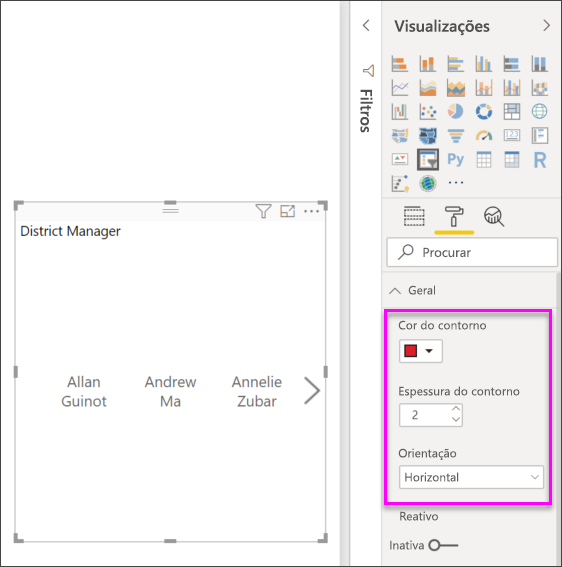 Visualizações
Filtros
123
Py
R
District Manager
Allan
Guinot
Andrew
Ma
Annelie
Zubar
Procurar
Geral
Cor do contorno
Espessura do contorno
2
Orientação
Horizontal
Reativo
Inativa